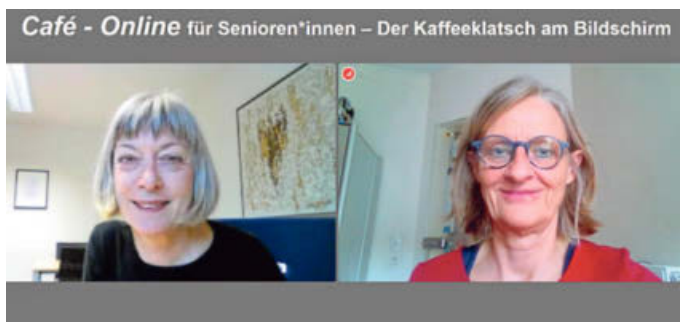 Café - Online für Senioren*innen – Der Kaffeeklatsch am Bildschirm